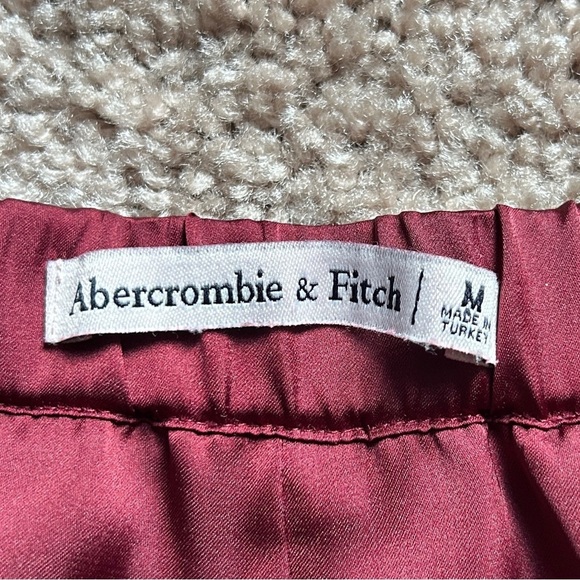 Abercrombie & Fitch
M
MADE IN
TURKEY